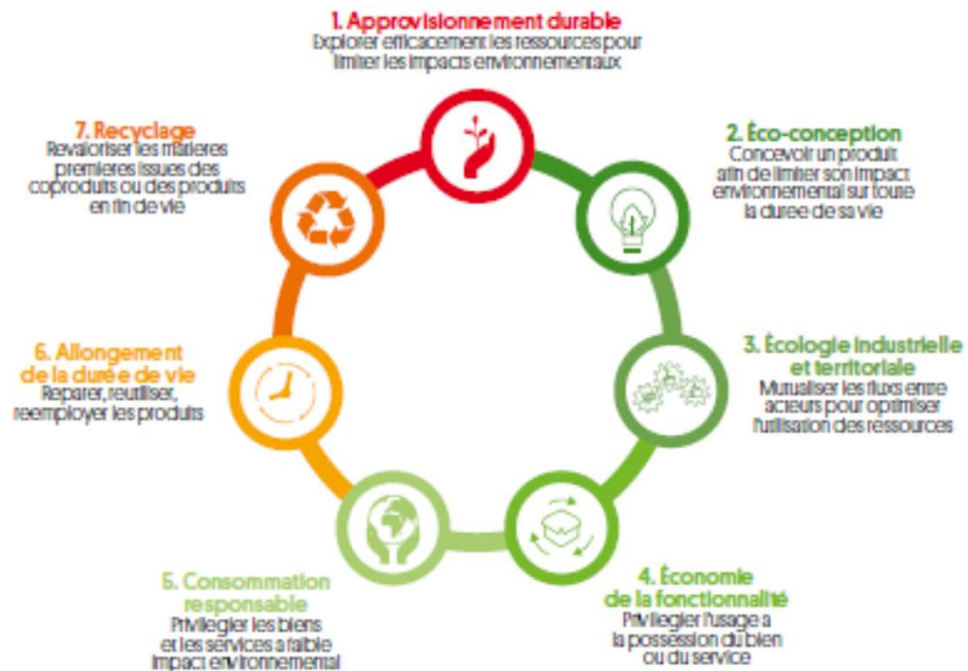 1. Approvisionnement durable
Explorer efficacement les ressources pour
limiter les impacts environnementaux
2. Éco-conception
Concevoir un produit
afin de limiter son impact
environnemental sur toute
la duree de sa vie
3. Écologie industrielle
et territoriale
Mutualiser les flux entre
acteurs pour optimiser
l'utilisation des ressources
4. Économie
de la fonctionnalité
Privilegier l'usage a
la possession du bien
ou du service
5. Consommation
responsable
Privilegier les biens
et les services a faible
impact environnemental
6. Allongement
de la durée de vie
Reparer, reutiliser,
reemployer les produits
7. Recyclage
Revaloriser les matieres
premieres issues des
coproduits ou des produits
en fin de vie